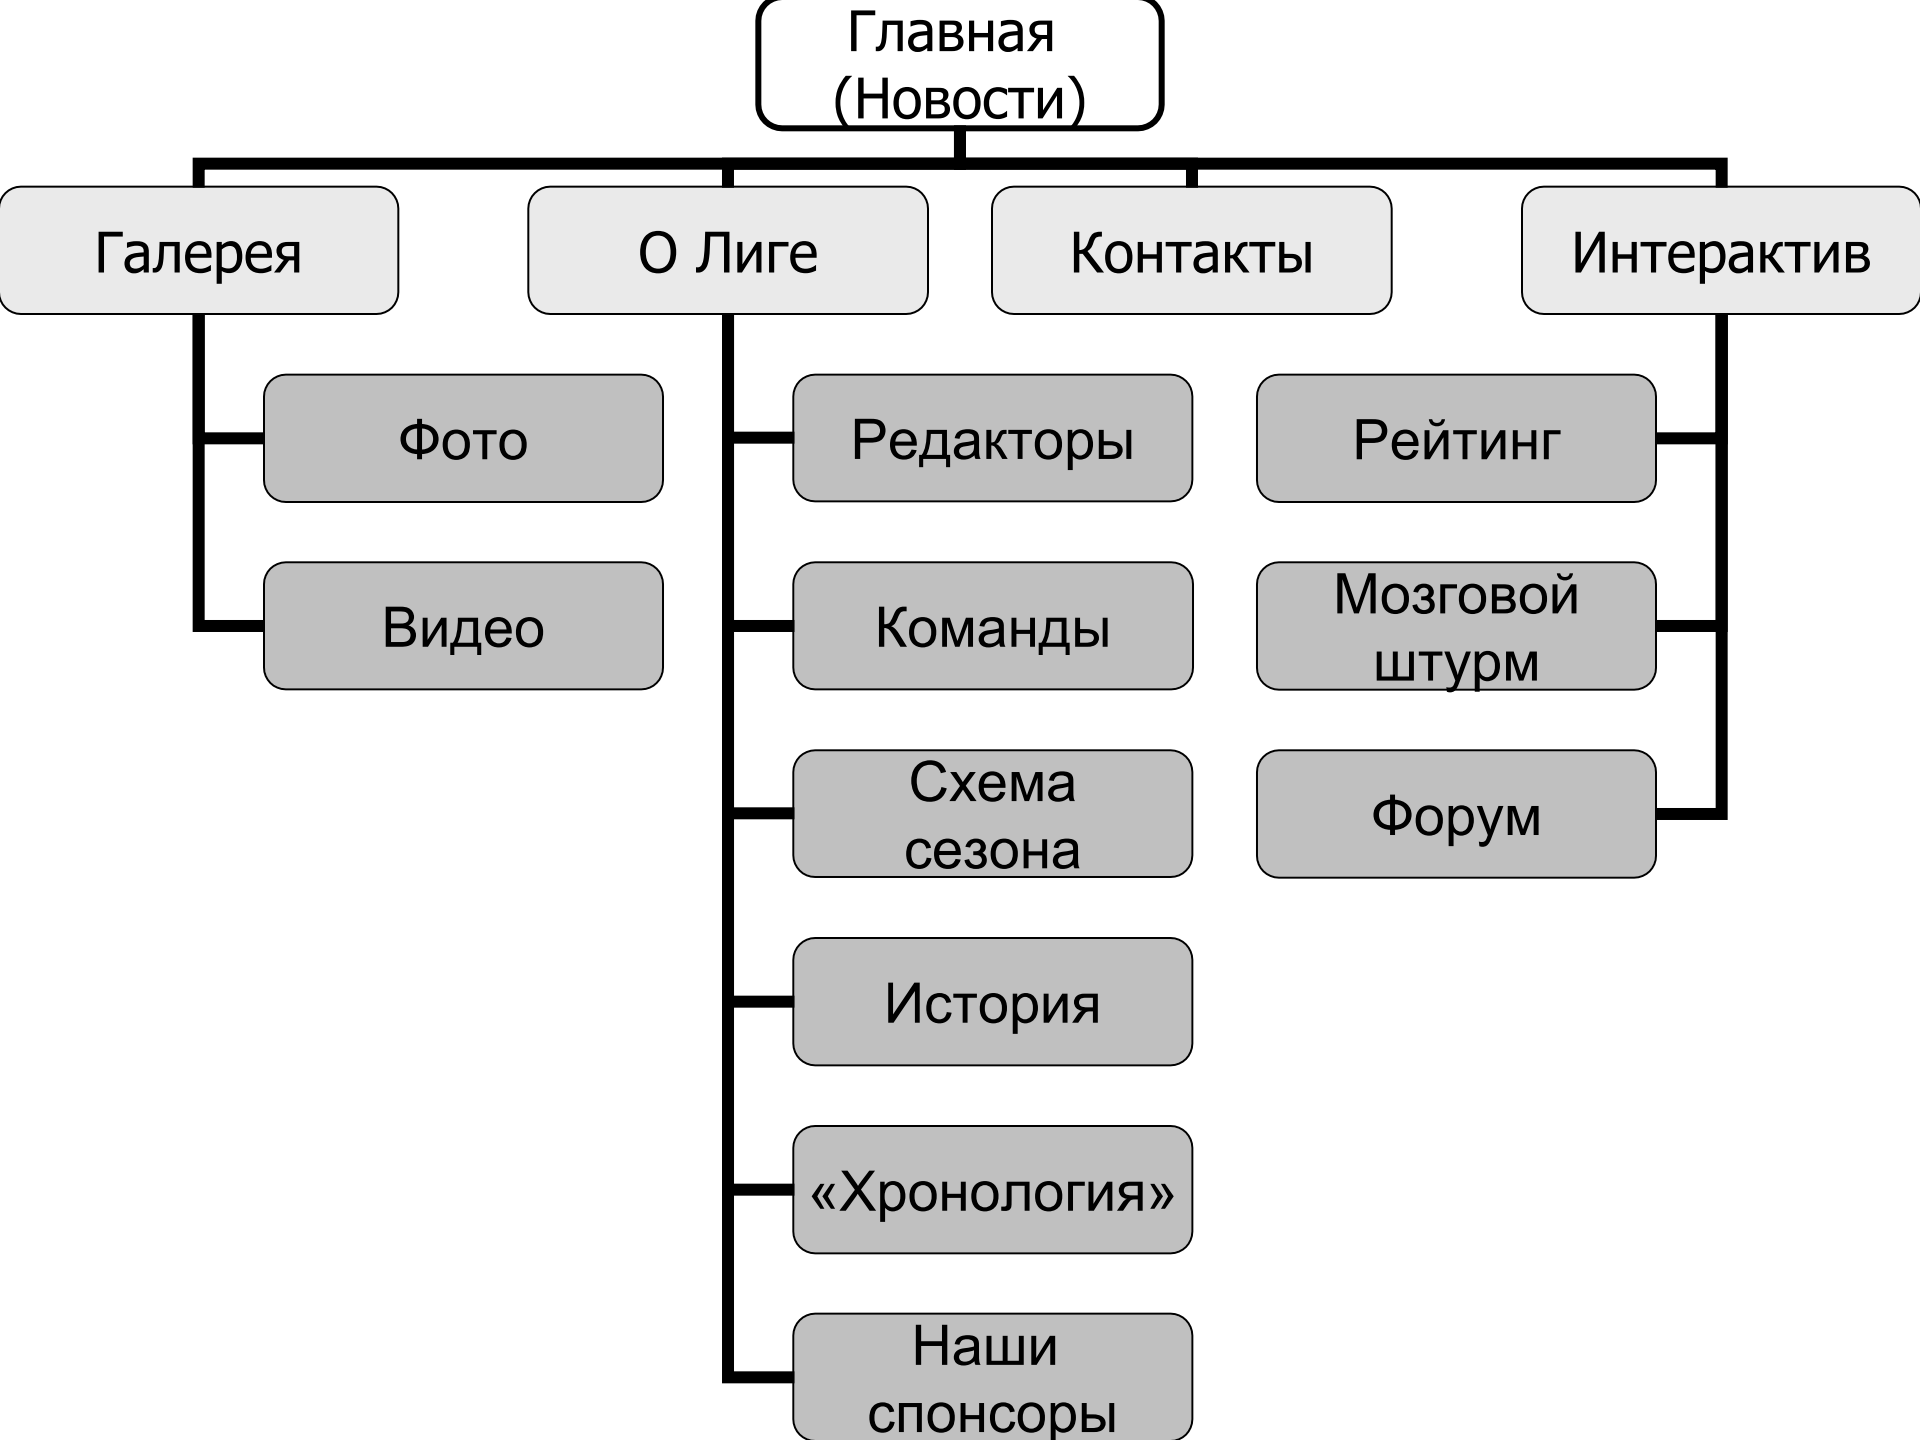 Главная
(Новости)
Галерея
О Лиге
Контакты
Интерактив
Фото
Видео
Редакторы
Команды
Схема
сезона
История
«Хронология»
Наши
спонсоры
Рейтинг
Мозговой
штурм
Форум